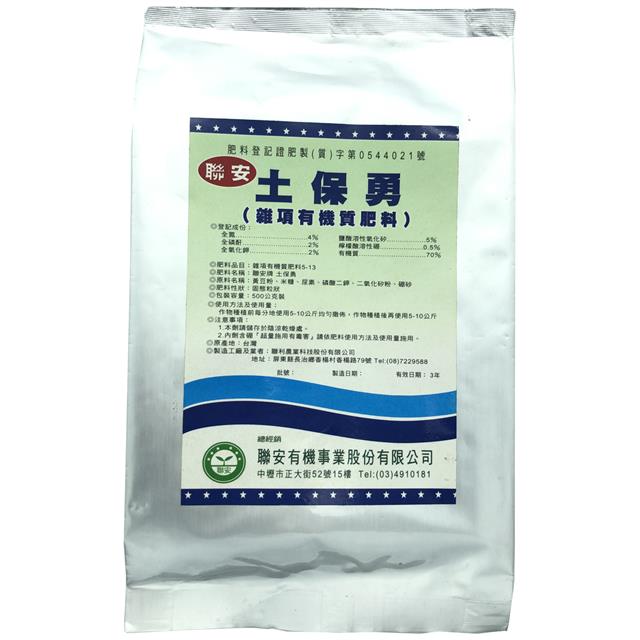 肥料登記證肥製(質)字第0544021號
聯安
土保勇
(雜項有機質肥料)
◎登記成份：
全氮..........4% 鹽酸溶性氧化矽..........5%
全磷酐..........2% 檸檬酸溶性硼..........0.5%
全氧化鉀..........2% 有機質..........70%
◎肥料品目：雜項有機質肥料5-13
◎肥料名稱：聯安牌 土保勇
◎原料名稱：黃豆粉、米糠、尿素、磷酸二鉀、二氧化矽粉、硼砂
◎肥料性狀：固態粒狀
◎包裝容量：500公克裝
◎使用方法及使用量：
作物種植前每分地使用5-10公斤均勻撒佈，作物種植後再使用5-10公斤
◎注意事項：
1.本劑請儲存於陰涼乾燥處。
2.內劑含硼『超量施用有毒害』請依肥料使用方法及使用量施用。
◎原產地：台灣
◎製造工廠及業者：聯利農業科技股份有限公司
地址：屏東縣長治鄉香楊村香楊路79號 Tel:(08)7229588
批號： 製造日期： 有效日期：3年
總經銷
聯安有機事業股份有限公司
中壢市正大街52號15樓 Tel:(03)4910181
聯安